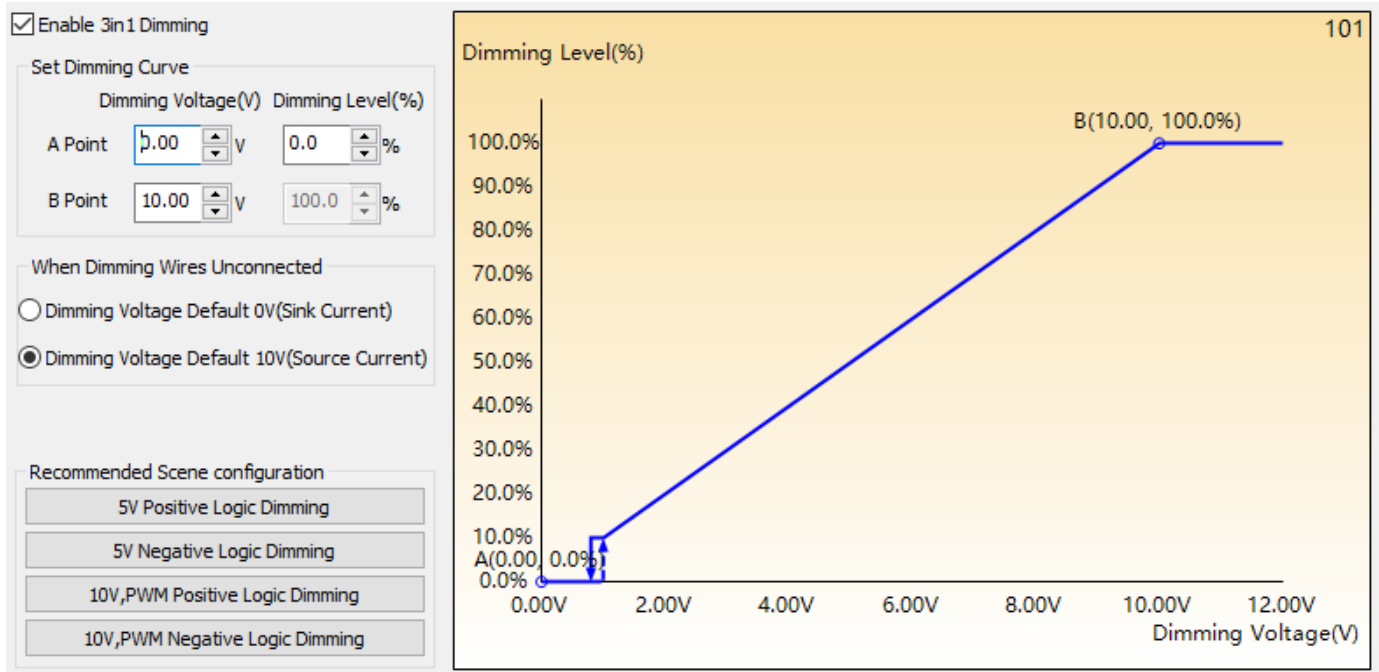 Enable 3in1 Dimming
Set Dimming Curve
Dimming Voltage(V) Dimming Level(%)
A Point 0.00 V 0.0 %
B Point 10.00 V 100.0 %
When Dimming Wires Unconnected
Dimming Voltage Default 0V(Sink Current)
Dimming Voltage Default 10V(Source Current)
Recommended Scene configuration
5V Positive Logic Dimming
5V Negative Logic Dimming
10V,PWM Positive Logic Dimming
10V,PWM Negative Logic Dimming
101
Dimming Level(%)
B(10.00, 100.0%)
100.0%
90.0%
80.0%
70.0%
60.0%
50.0%
40.0%
30.0%
20.0%
10.0%
A(0.00, 0.0%)
0.0%
0.00V 2.00V 4.00V 6.00V 8.00V 10.00V 12.00V
Dimming Voltage(V)